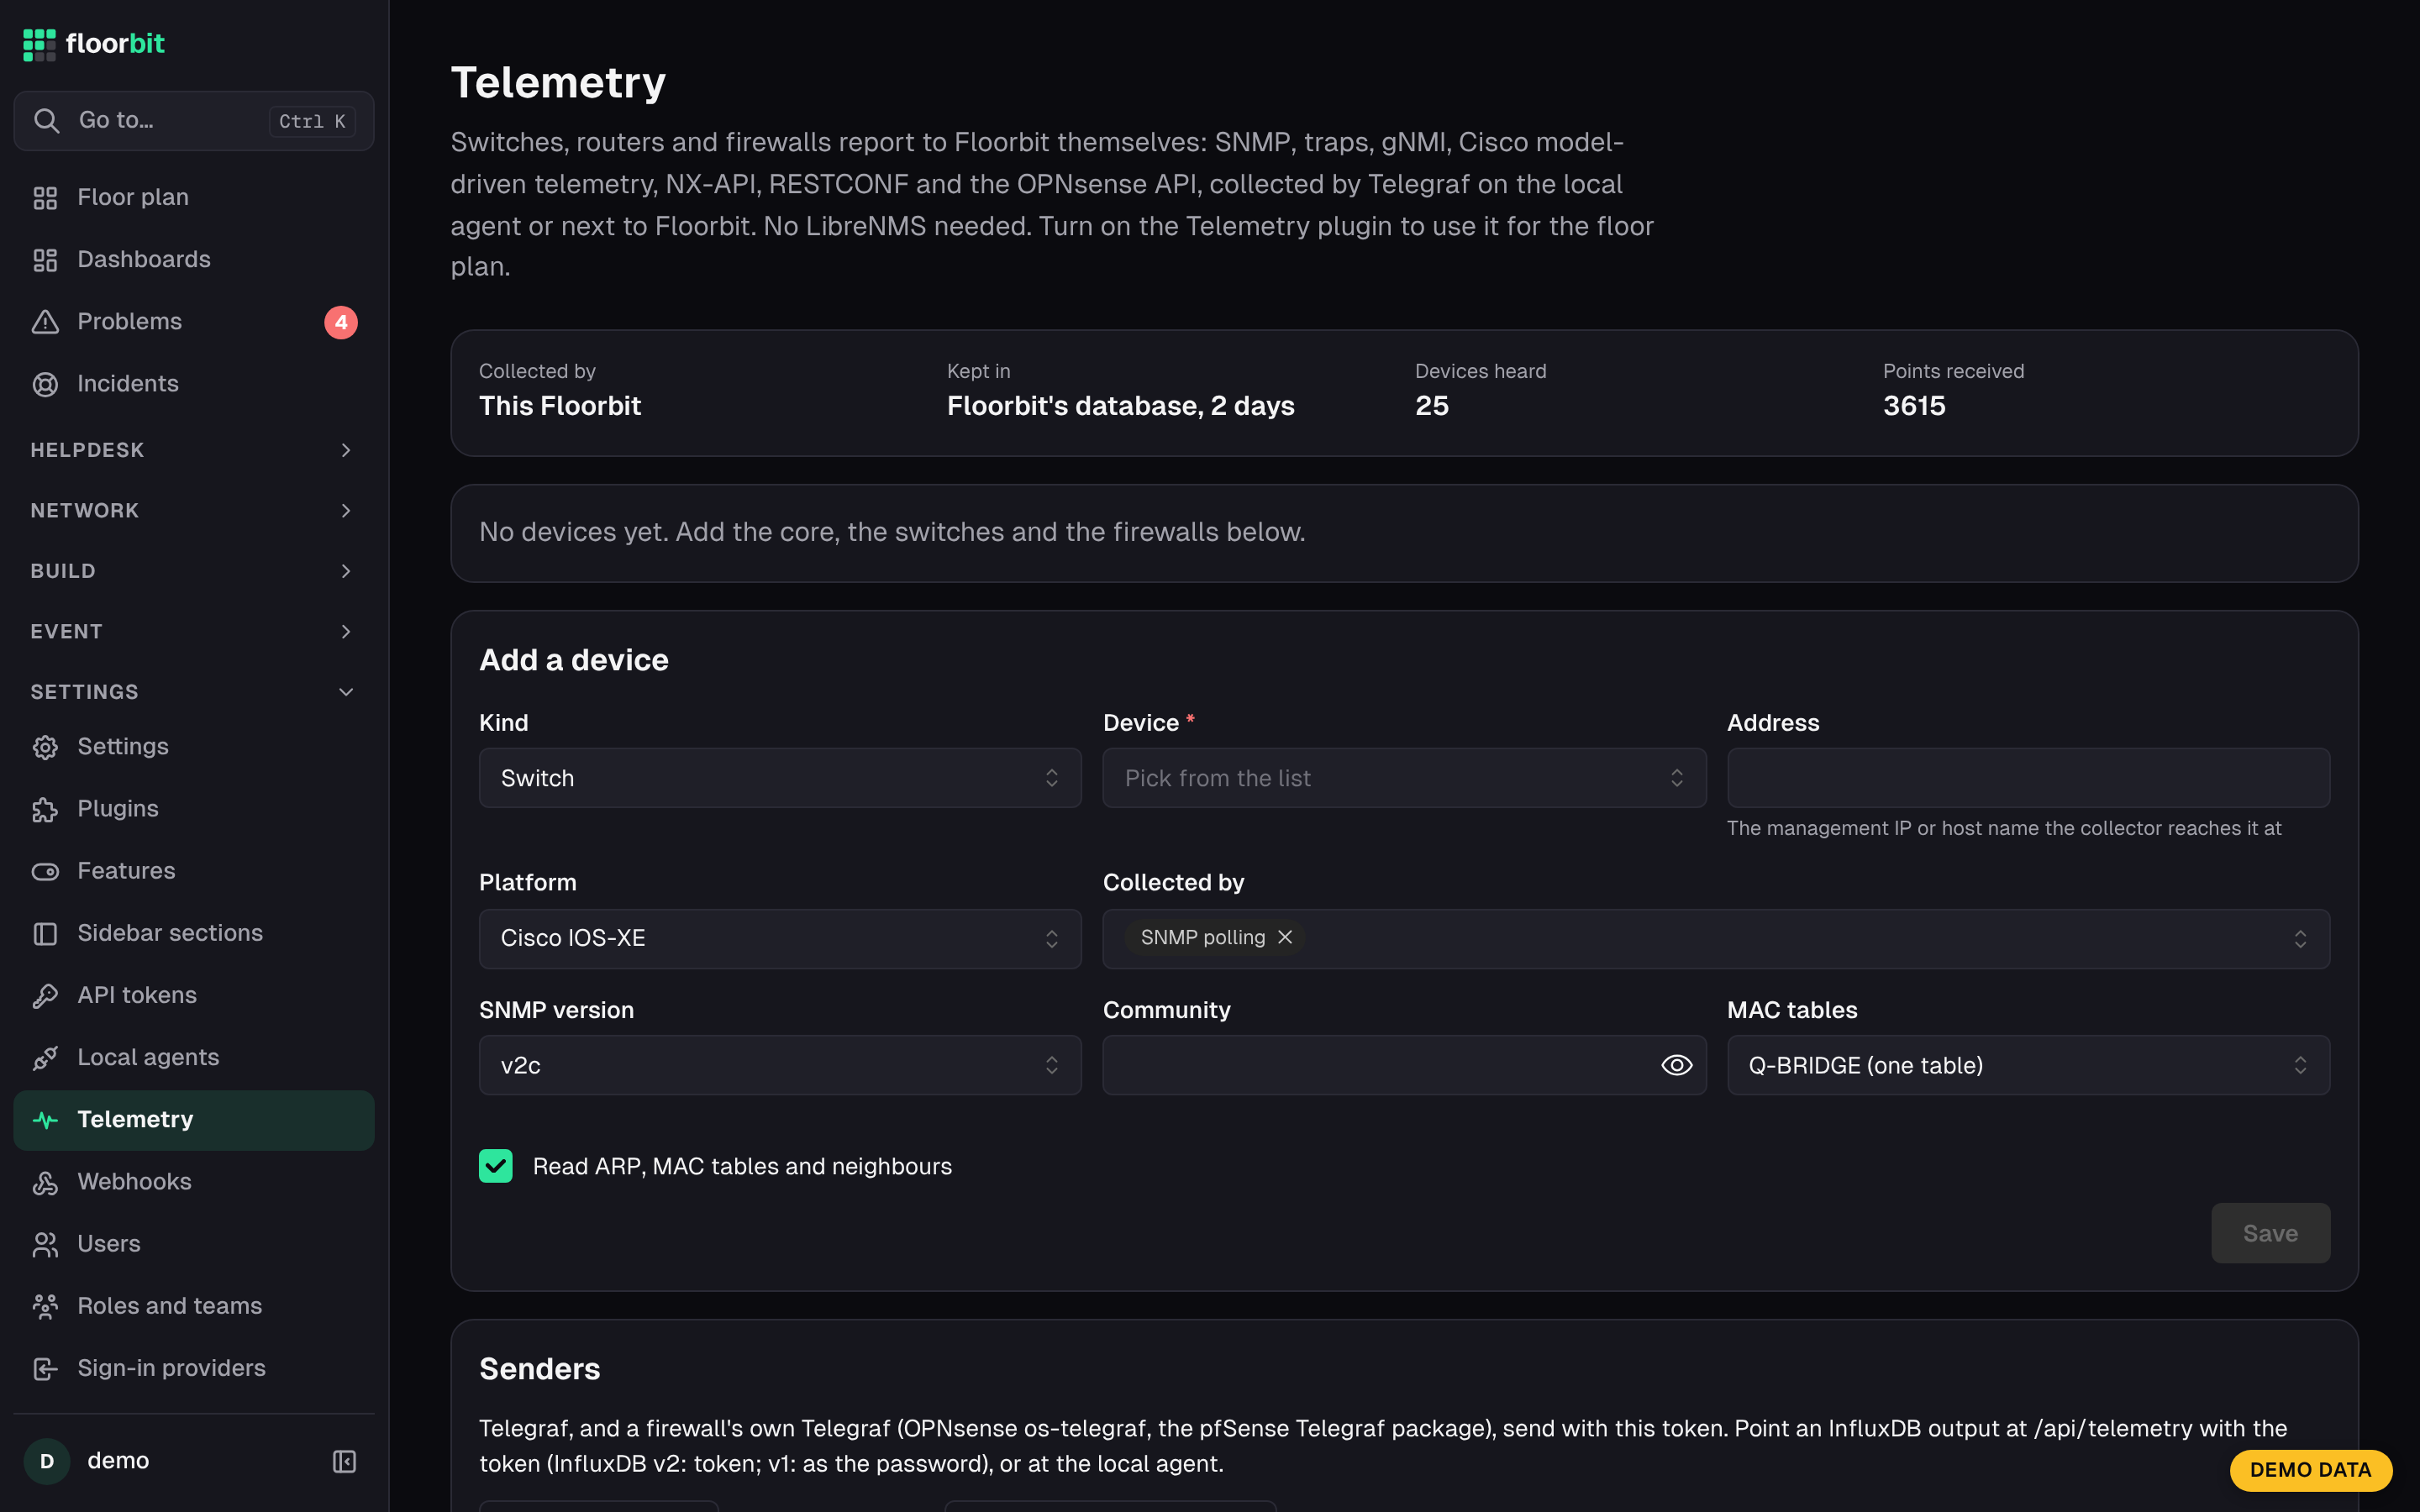 floorbit
Go to...
Ctrl K
Floor plan
Dashboards
Problems
4
Incidents
HELPDESK
NETWORK
BUILD
EVENT
SETTINGS
Settings
Plugins
Features
Sidebar sections
API tokens
Local agents
Telemetry
Webhooks
Users
Roles and teams
Sign-in providers
D
demo
Telemetry
Switches, routers and firewalls report to Floorbit themselves: SNMP, traps, gNMI, Cisco model-
driven telemetry, NX-API, RESTCONF and the OPNsense API, collected by Telegraf on the local
agent or next to Floorbit. No LibreNMS needed. Turn on the Telemetry plugin to use it for the floor
plan.
Collected by
This Floorbit
Kept in
Floorbit's database, 2 days
Devices heard
25
Points received
3615
No devices yet. Add the core, the switches and the firewalls below.
Add a device
Kind
Switch
Device *
Pick from the list
Address
The management IP or host name the collector reaches it at
Platform
Cisco IOS-XE
Collected by
SNMP polling
SNMP version
v2c
Community
MAC tables
Q-BRIDGE (one table)
Read ARP, MAC tables and neighbours
Save
Senders
Telegraf, and a firewall's own Telegraf (OPNsense os-telegraf, the pfSense Telegraf package), send with this token. Point an InfluxDB output at /api/telemetry with the
token (InfluxDB v2: token; v1: as the password), or at the local agent.
DEMO DATA